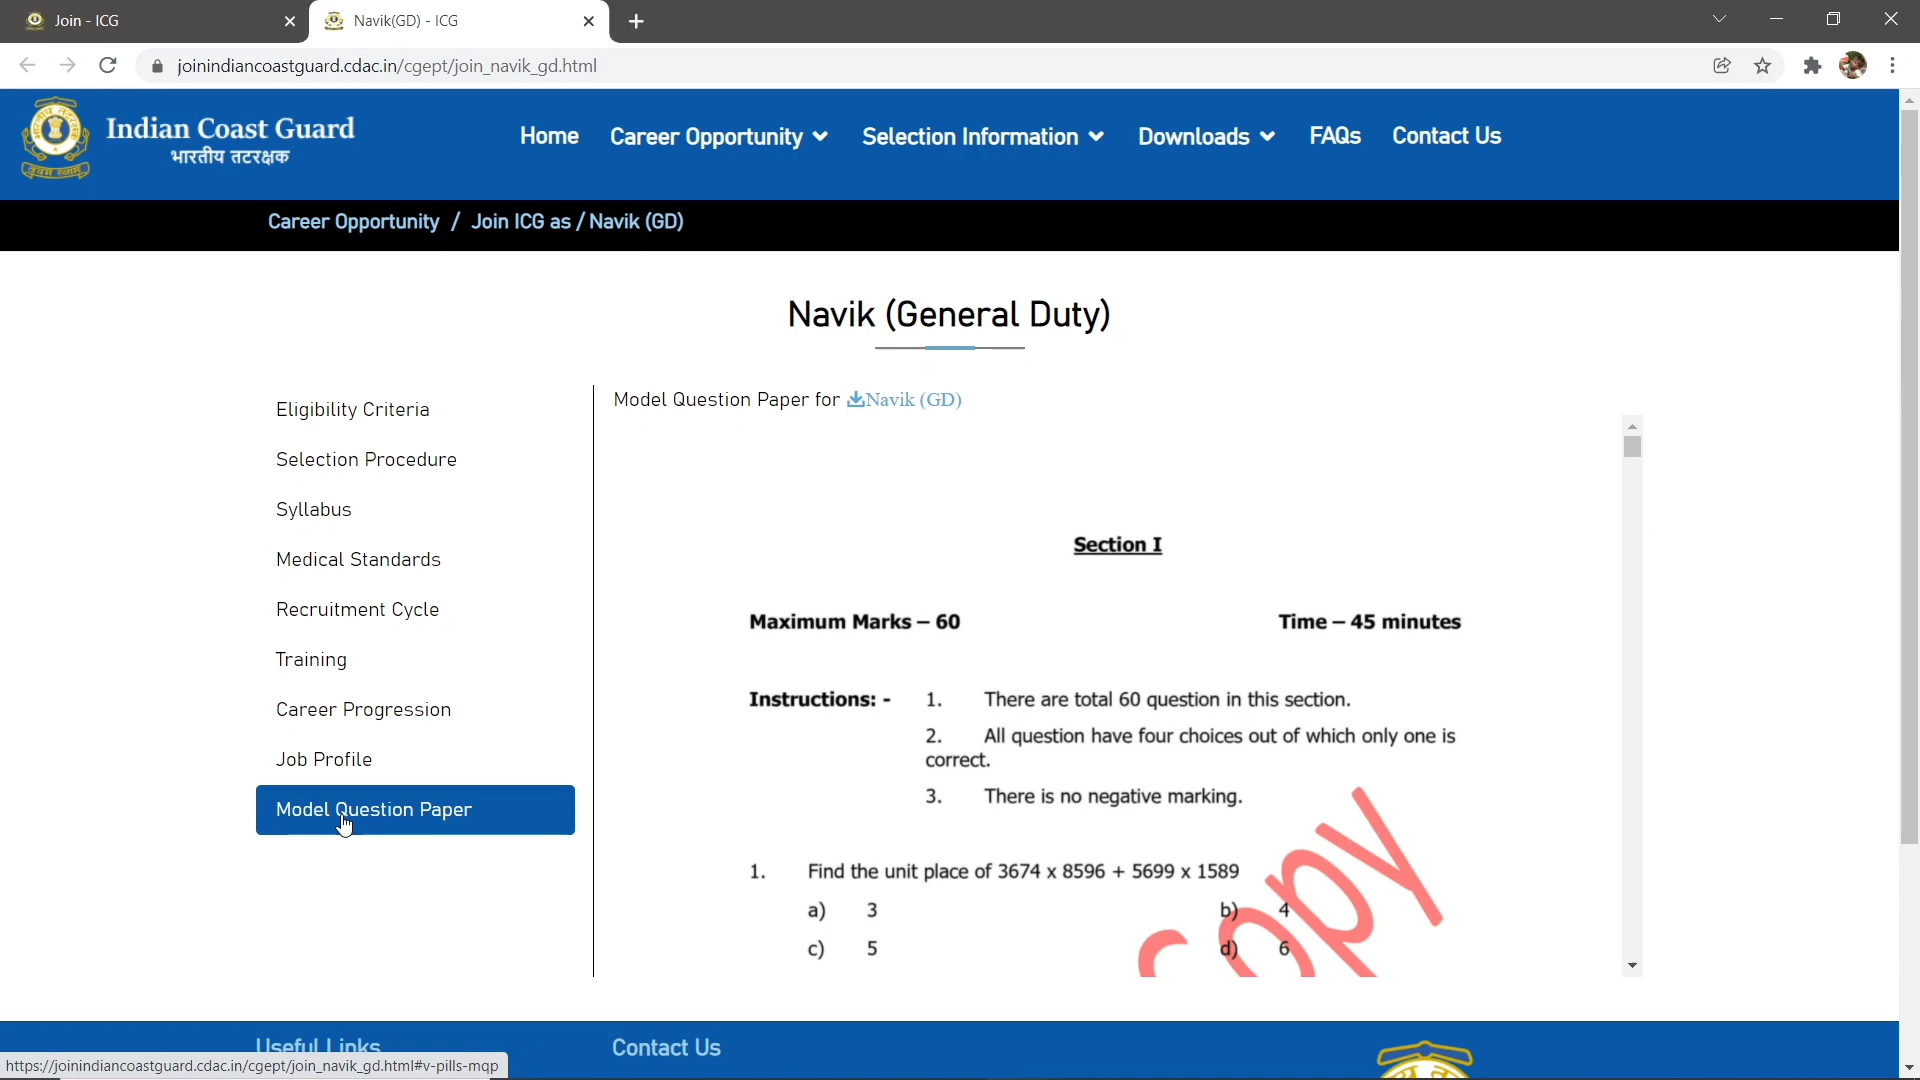 Join - ICG
Navik(GD) - ICG
joinindiancoastguard.cdac.in/cgept/join_navik_gd.html
Indian Coast Guard
भारतीय तटरक्षक
Home
Career Opportunity
Selection Information
Downloads
FAQs
Contact Us
Career Opportunity / Join ICG as / Navik (GD)
Navik (General Duty)
Eligibility Criteria
Selection Procedure
Syllabus
Medical Standards
Recruitment Cycle
Training
Career Progression
Job Profile
Model Question Paper
Model Question Paper for Navik (GD)
Section I
Maximum Marks – 60 Time – 45 minutes
Instructions: - 1. There are total 60 question in this section.
2. All question have four choices out of which only one is
correct.
3. There is no negative marking.
1. Find the unit place of 3674 x 8596 + 5699 x 1589
a) 3 b) 4
c) 5 d) 6
Copy
Useful Links
Contact Us
https://joinindiancoastguard.cdac.in/cgept/join_navik_gd.html#v-pills-mqp